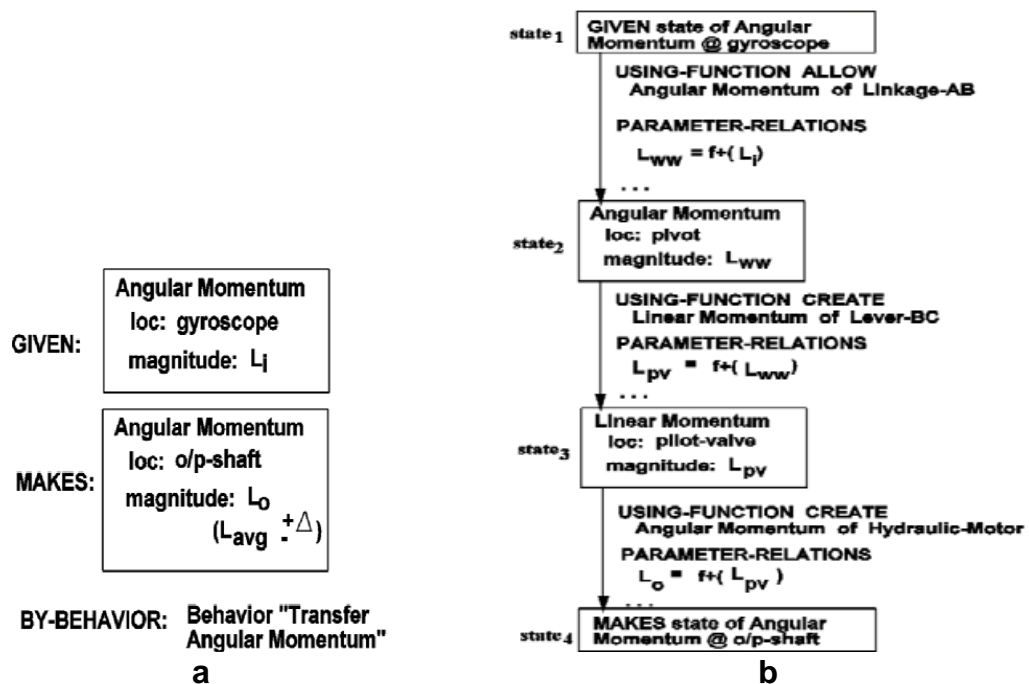 GIVEN:
Angular Momentum
loc: gyroscope
magnitude: Li
MAKES:
Angular Momentum
loc: o/p-shaft
magnitude: Lo
(Lavg ± Δ)
BY-BEHAVIOR: Behavior "Transfer
Angular Momentum"
a
state1
GIVEN state of Angular
Momentum @ gyroscope
USING-FUNCTION ALLOW
Angular Momentum of Linkage-AB
PARAMETER-RELATIONS
Lww = f+(Li)
...
state2
Angular Momentum
loc: pivot
magnitude: Lww
USING-FUNCTION CREATE
Linear Momentum of Lever-BC
PARAMETER-RELATIONS
Lpv = f+(Lww)
...
state3
Linear Momentum
loc: pilot-valve
magnitude: Lpv
USING-FUNCTION CREATE
Angular Momentum of Hydraulic-Motor
PARAMETER-RELATIONS
Lo = f+(Lpv)
...
state4
MAKES state of Angular
Momentum @ o/p-shaft
b